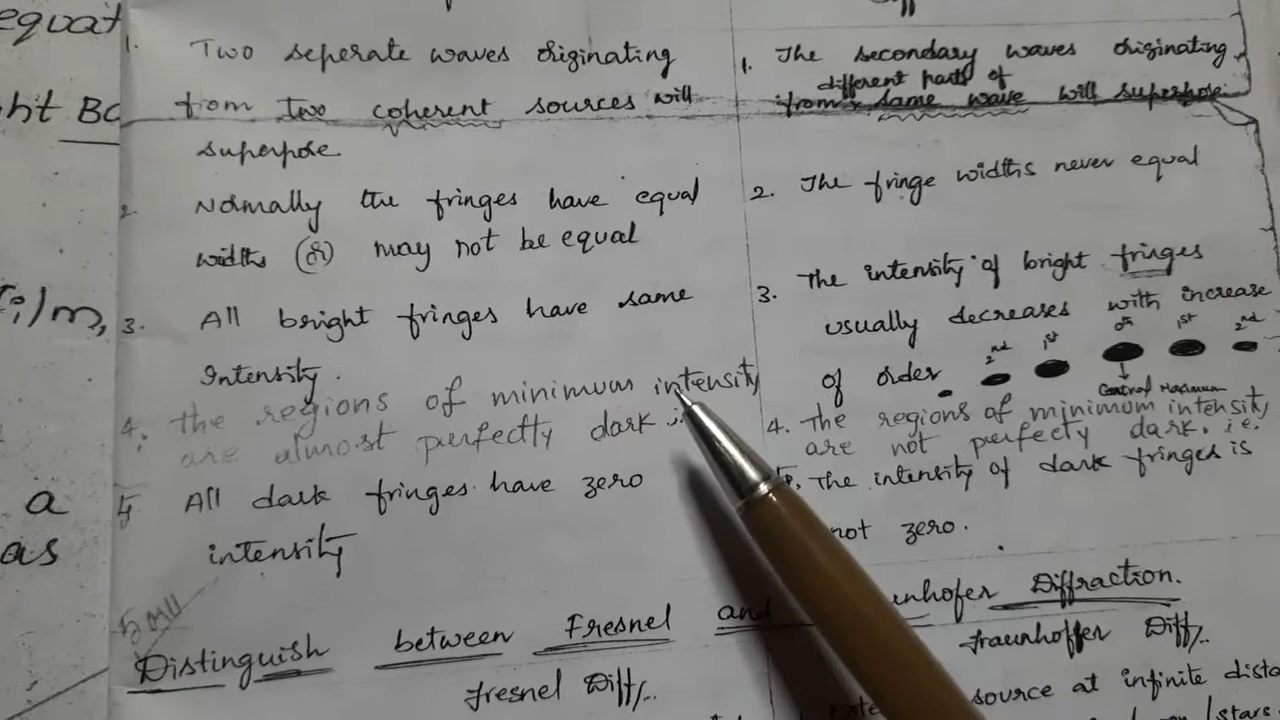 equat
ht Bo
m,
a
as
1. Two seperate waves originating
from two coherent sources will
superpose
2. Normally the fringes have equal
widths (or) may not be equal
3. All bright fringes have same
Intensity.
4. the regions of minimum intensity
are almost perfectly dark i
5 All dark fringes have zero
intensity
1. The secondary waves originating
different parts of
from same wave will superpose.
2. The fringe widths never equal
3. The intensity of bright fringes
usually decreases with increase
of order
2nd 1st 0th 1st 2nd
Central Maximum
4. the regions of minimum intensity
are not perfecty dark. i.e.
5. The intensity of dark fringes is
not zero.
5M
Distinguish between Fresnel and unhofer Diffraction.
fresnel Diff/..
fraunhoffer Diff/..
source at infinite dista
/stars